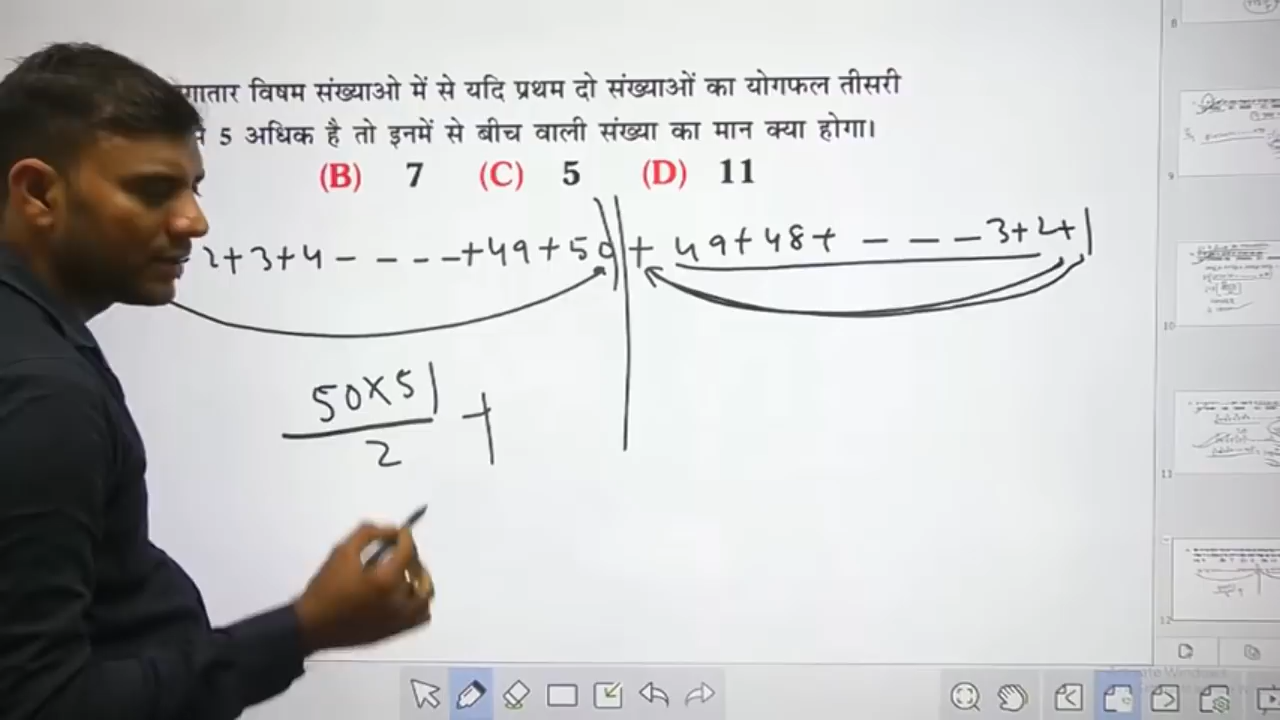 विषम संख्याओ में से यदि प्रथम दो संख्याओं का योगफल तीसरी
5 अधिक है तो इनमें से बीच वाली संख्या का मान क्या होगा।
(B) 7 (C) 5 (D) 11
2+3+4 - - - - +49+50 + 49+48+ - - - 3+2+1
50×51
2
+